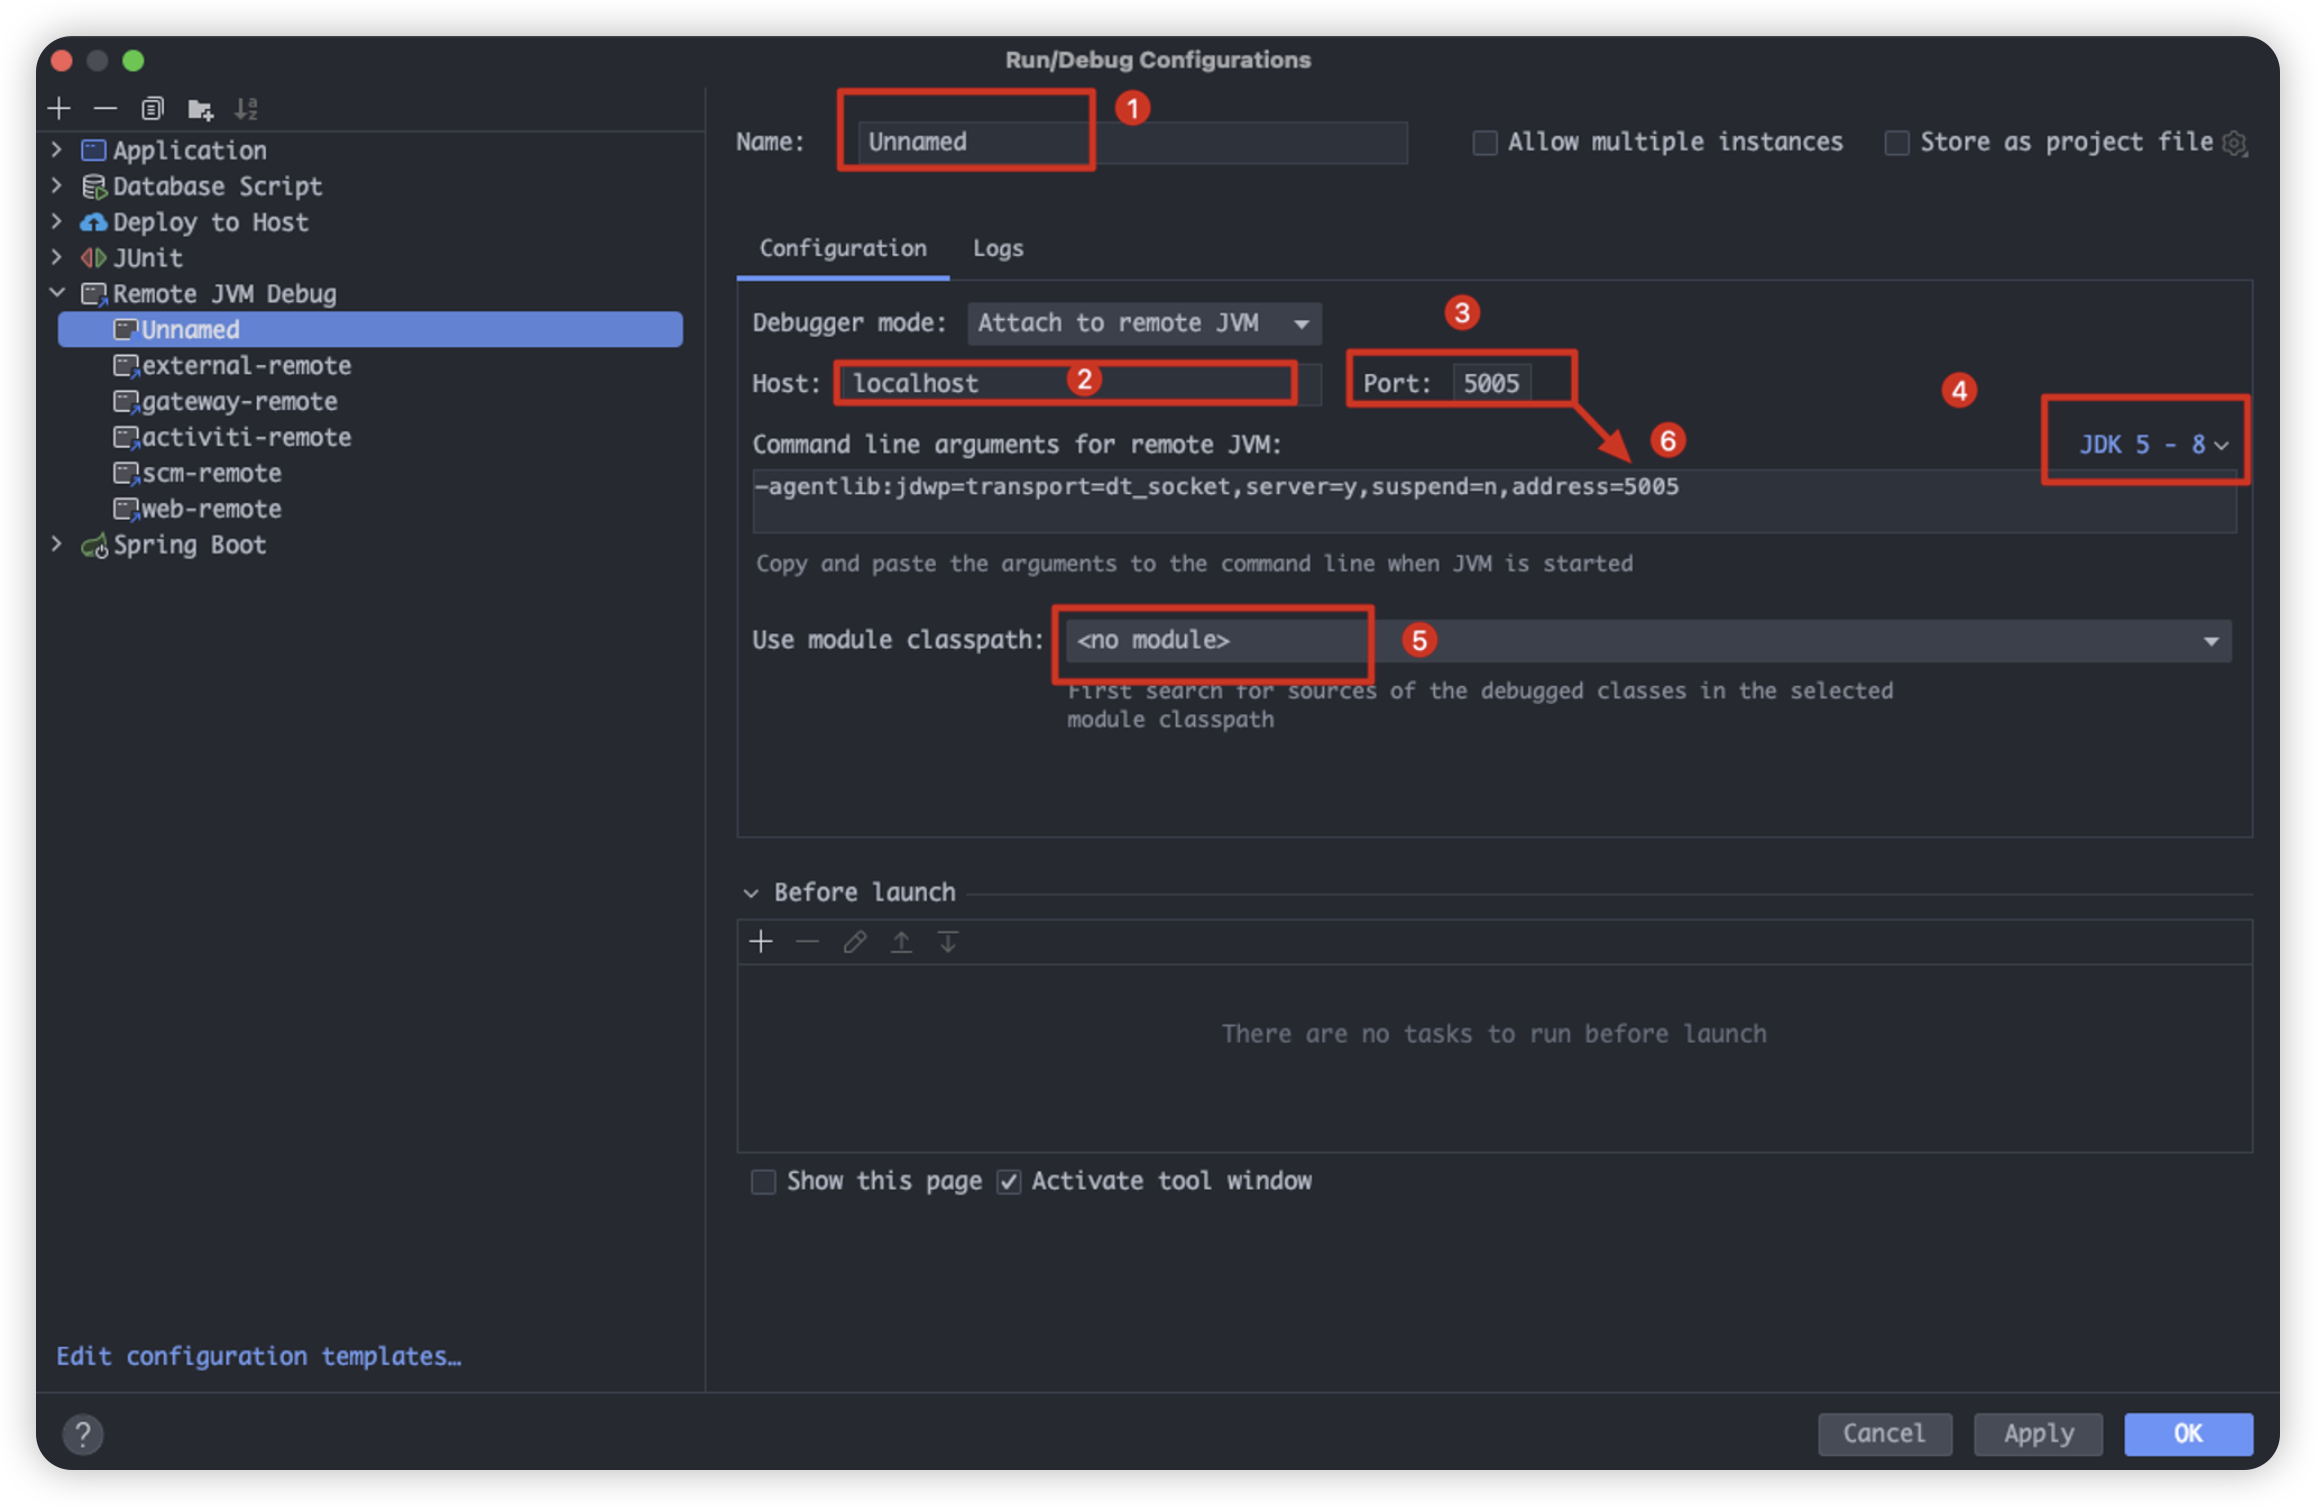 Run/Debug Configurations
Application
Database Script
Deploy to Host
JUnit
Remote JVM Debug
Unnamed
external-remote
gateway-remote
activiti-remote
scm-remote
web-remote
Spring Boot
Edit configuration templates…
Name: Unnamed 1 Allow multiple instances Store as project file
Configuration Logs
Debugger mode: Attach to remote JVM 3
Host: localhost 2 Port: 5005 4
Command line arguments for remote JVM: 6 JDK 5 - 8
-agentlib:jdwp=transport=dt_socket,server=y,suspend=n,address=5005
Copy and paste the arguments to the command line when JVM is started
Use module classpath: <no module> 5
First search for sources of the debugged classes in the selected
module classpath
Before launch
There are no tasks to run before launch
Show this page Activate tool window
? Cancel Apply OK